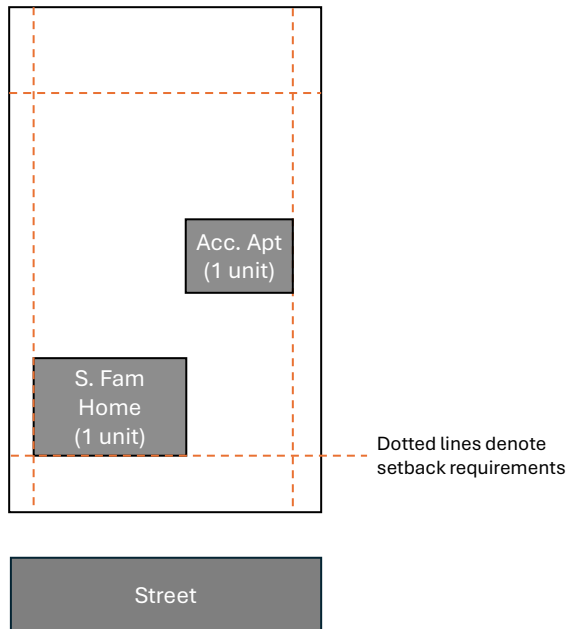 Acc. Apt
(1 unit)
S. Fam
Home
(1 unit)
Dotted lines denote
setback requirements
Street